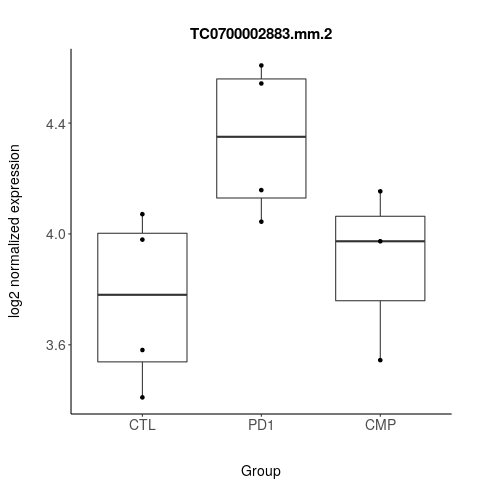 TC0700002883.mm.2
log2 normalized expression
4.4
4.0
3.6
CTL PD1 CMP
Group